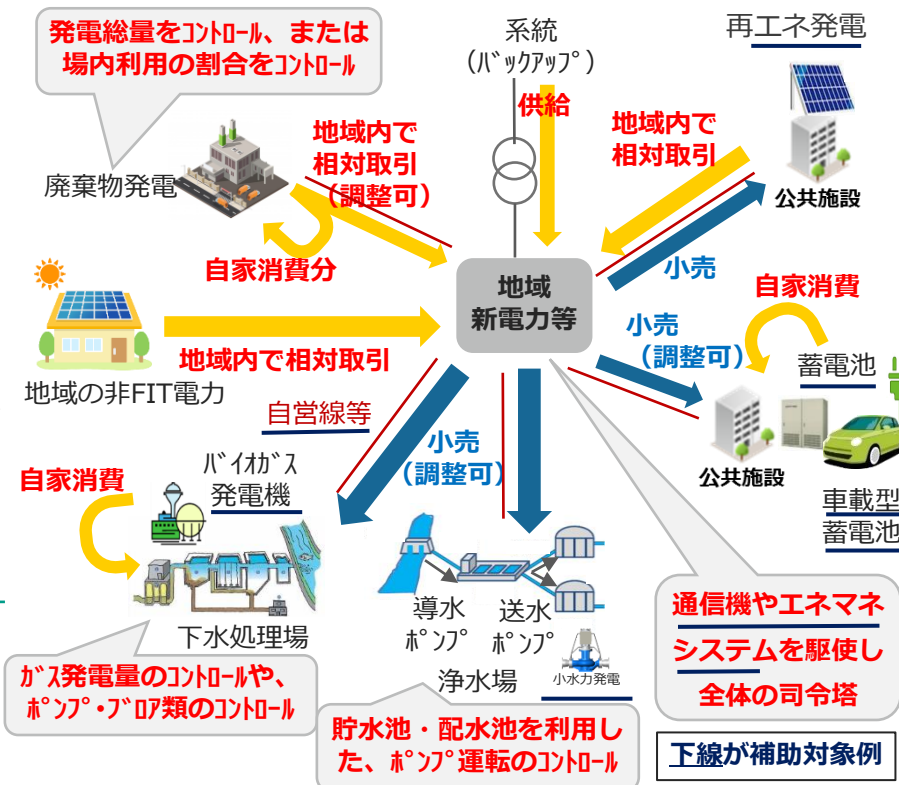 発電総量をｺﾝﾄﾛｰﾙ、または
場内利用の割合をｺﾝﾄﾛｰﾙ
系統
(ﾊﾞｯｸｱｯﾌﾟ)
再エネ発電
供給
地域内で
相対取引
（調整可）
地域内で
相対取引
廃棄物発電
公共施設
自家消費分
小売
地域
新電力等
自家消費
小売
（調整可）
地域内で相対取引
蓄電池
地域の非FIT電力
自営線等
小売
（調整可）
公共施設
自家消費
ﾊﾞｲｵｶﾞｽ
発電機
車載型
蓄電池
導水
ﾎﾟﾝﾌﾟ
送水
ﾎﾟﾝﾌﾟ
下水処理場
浄水場
小水力発電
通信機やエネマネ
システムを駆使し
全体の司令塔
ｶﾞｽ発電量のｺﾝﾄﾛｰﾙや、
ﾎﾟﾝﾌﾟ・ﾌﾞﾛｱ類のｺﾝﾄﾛｰﾙ
貯水池・配水池を利用し
た、ﾎﾟﾝﾌﾟ運転のｺﾝﾄﾛｰﾙ
下線が補助対象例